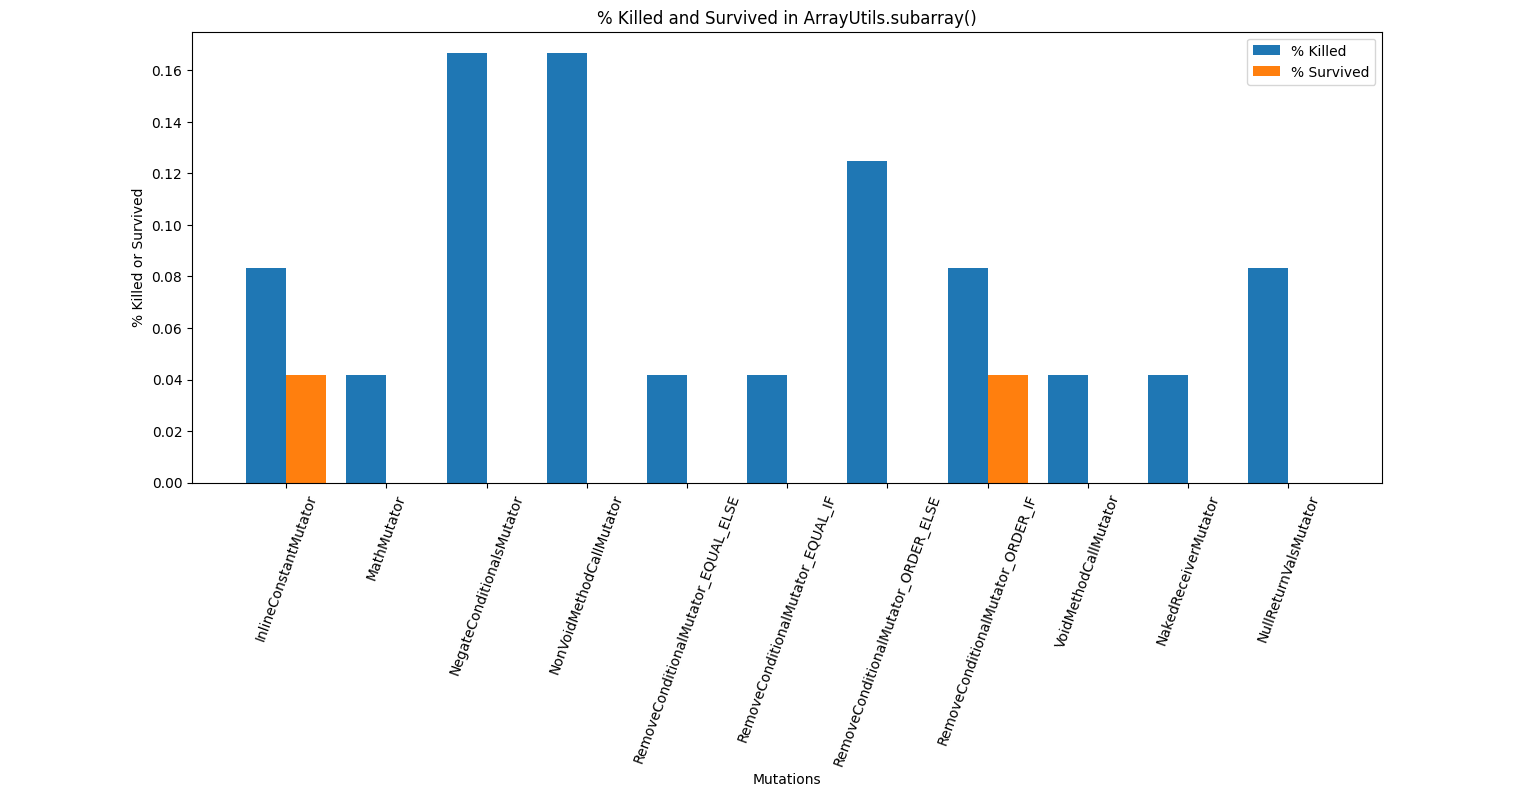 % Killed and Survived in ArrayUtils.subarray()
% Killed
% Survived
% Killed or Survived
0.16
0.14
0.12
0.10
0.08
0.06
0.04
0.02
0.00
InlineConstantMutator
MathMutator
NegateConditionalsMutator
NonVoidMethodCallMutator
RemoveConditionalMutator_EQUAL_ELSE
RemoveConditionalMutator_EQUAL_IF
RemoveConditionalMutator_ORDER_ELSE
RemoveConditionalMutator_ORDER_IF
VoidMethodCallMutator
NakedReceiverMutator
NullReturnValsMutator
Mutations